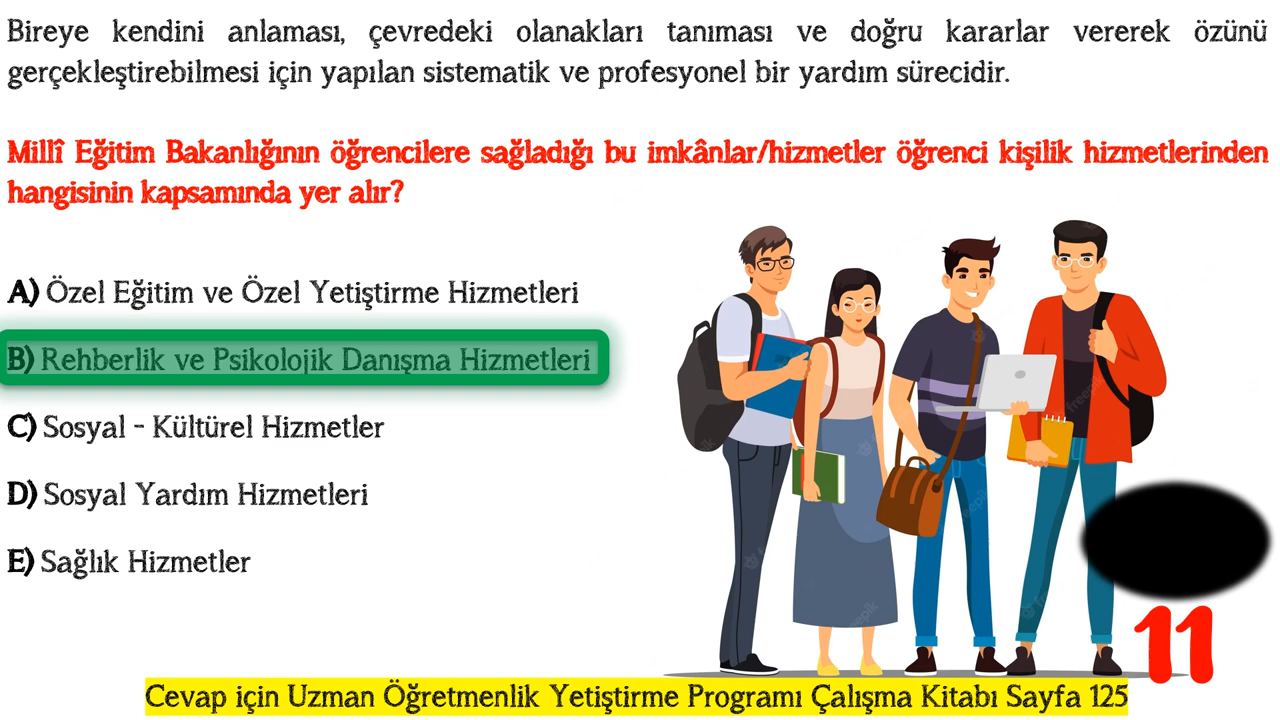 Bireye kendini anlaması, çevredeki olanakları tanıması ve doğru kararlar vererek özünü
gerçekleştirebilmesi için yapılan sistematik ve profesyonel bir yardım sürecidir.
Millî Eğitim Bakanlığının öğrencilere sağladığı bu imkânlar/hizmetler öğrenci kişilik hizmetlerinden
hangisinin kapsamında yer alır?
A) Özel Eğitim ve Özel Yetiştirme Hizmetleri
B) Rehberlik ve Psikolojik Danışma Hizmetleri
C) Sosyal - Kültürel Hizmetler
D) Sosyal Yardım Hizmetleri
E) Sağlık Hizmetler
11
Cevap için Uzman Öğretmenlik Yetiştirme Programı Çalışma Kitabı Sayfa 125